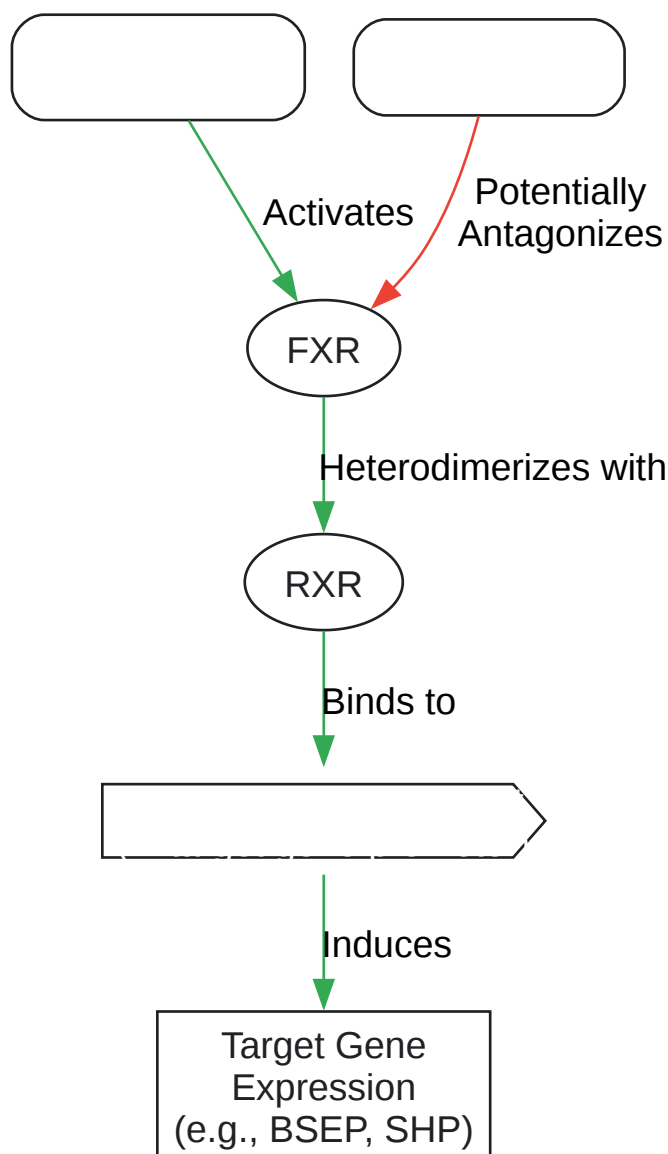 Activates
Potentially
Antagonizes
FXR
Heterodimerizes with
RXR
Binds to
Induces
Target Gene
Expression
(e.g., BSEP, SHP)